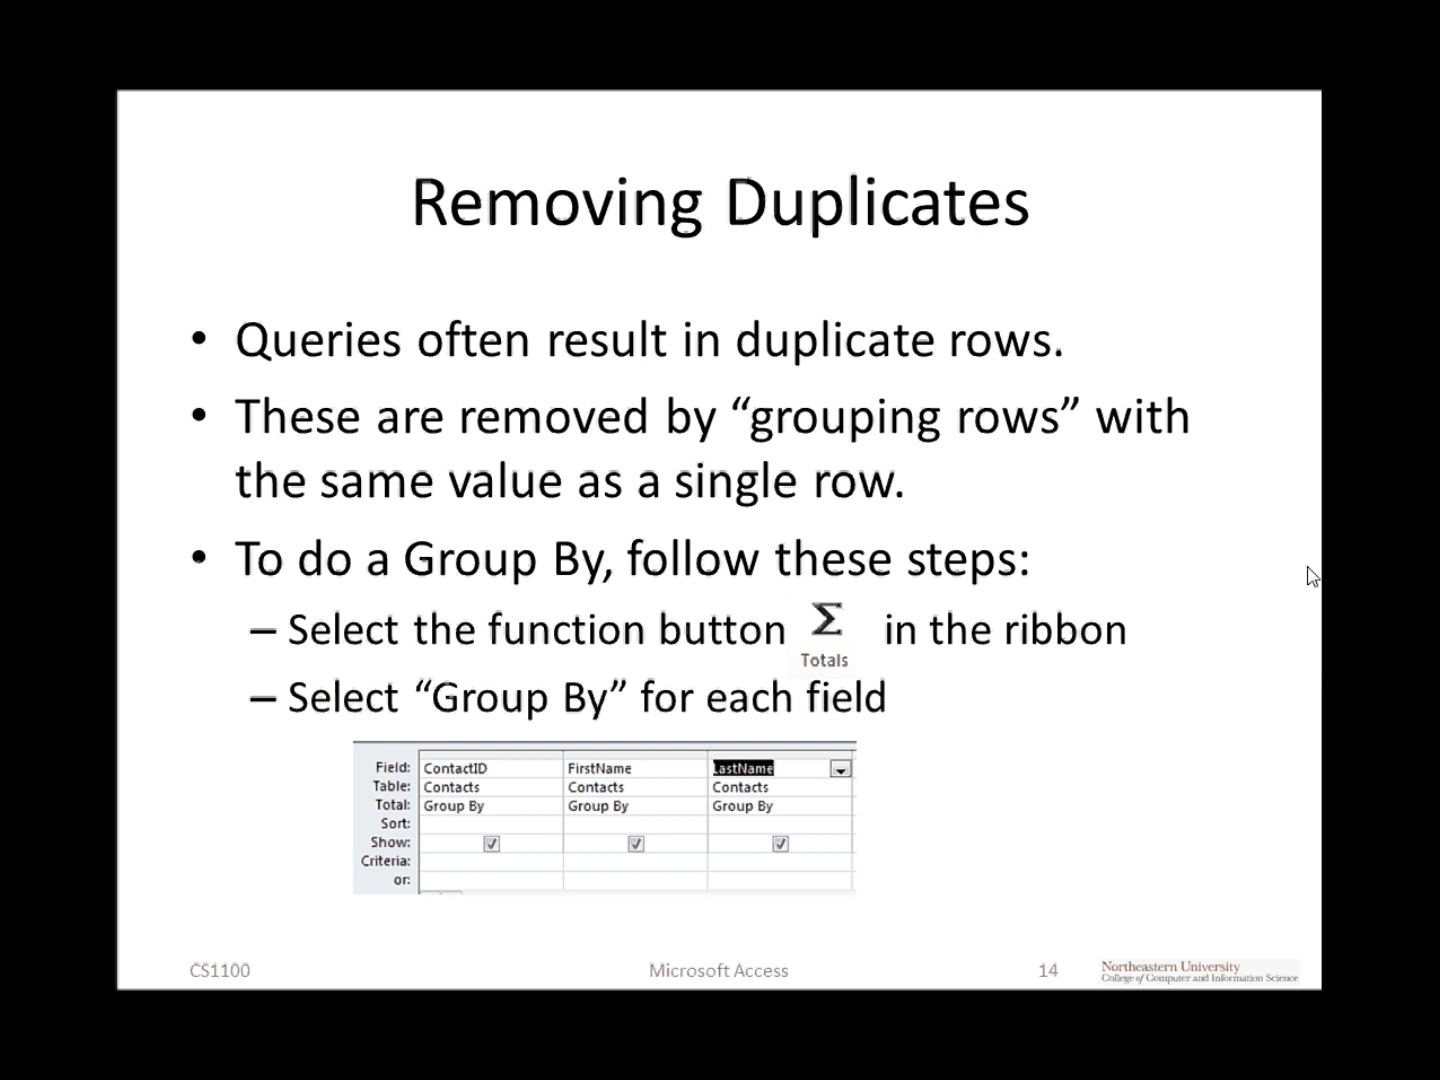 Removing Duplicates
• Queries often result in duplicate rows.
• These are removed by “grouping rows” with
the same value as a single row.
• To do a Group By, follow these steps:
– Select the function button Σ in the ribbon
Totals
– Select “Group By” for each field
Field: ContactID FirstName LastName
Table: Contacts Contacts Contacts
Total: Group By Group By Group By
Sort:
Show:
Criteria:
or:
CS1100 Microsoft Access 14 Northeastern University
College of Computer and Information Science